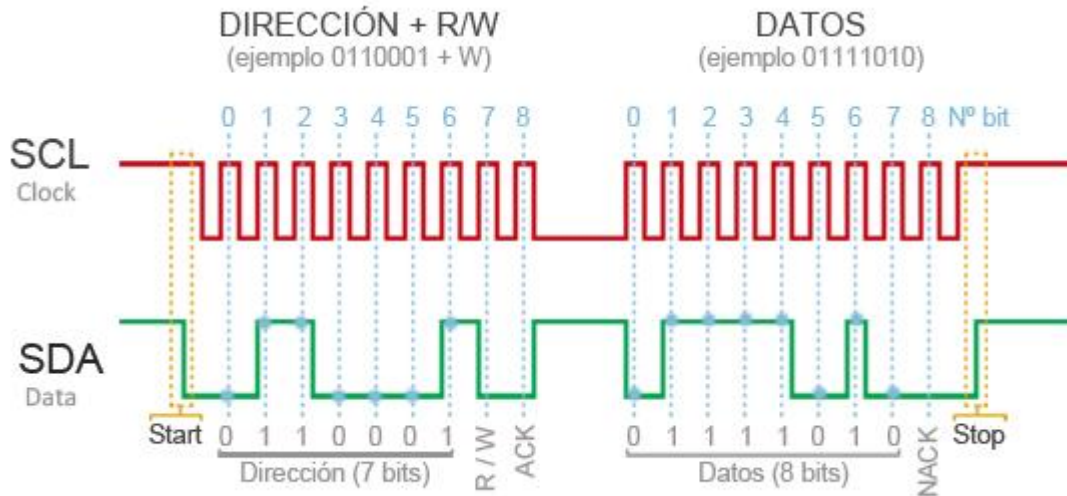 DIRECCIÓN + R/W
(ejemplo 0110001 + W)
DATOS
(ejemplo 01111010)
0 1 2 3 4 5 6 7 8
0 1 2 3 4 5 6 7 8 Nº bit
SCL
Clock
SDA
Data
Start
0 1 1 0 0 0 1 R / W ACK
Dirección (7 bits)
0 1 1 1 1 0 1 0 NACK
Datos (8 bits)
Stop